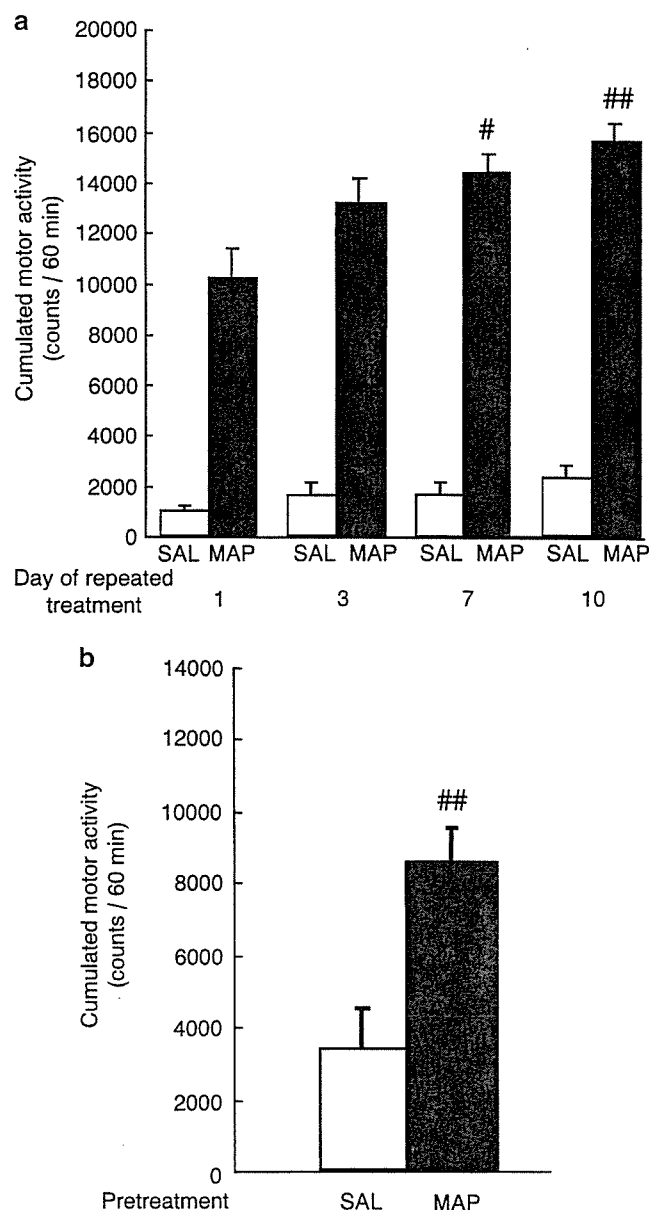 a
Cumulated motor activity
(counts / 60 min)
20000
18000
16000
14000
12000
10000
8000
6000
4000
2000
0
#
##
SAL MAP SAL MAP SAL MAP SAL MAP
Day of repeated
treatment
1 3 7 10
b
Cumulated motor activity
(counts / 60 min)
14000
12000
10000
8000
6000
4000
2000
0
##
Pretreatment SAL MAP